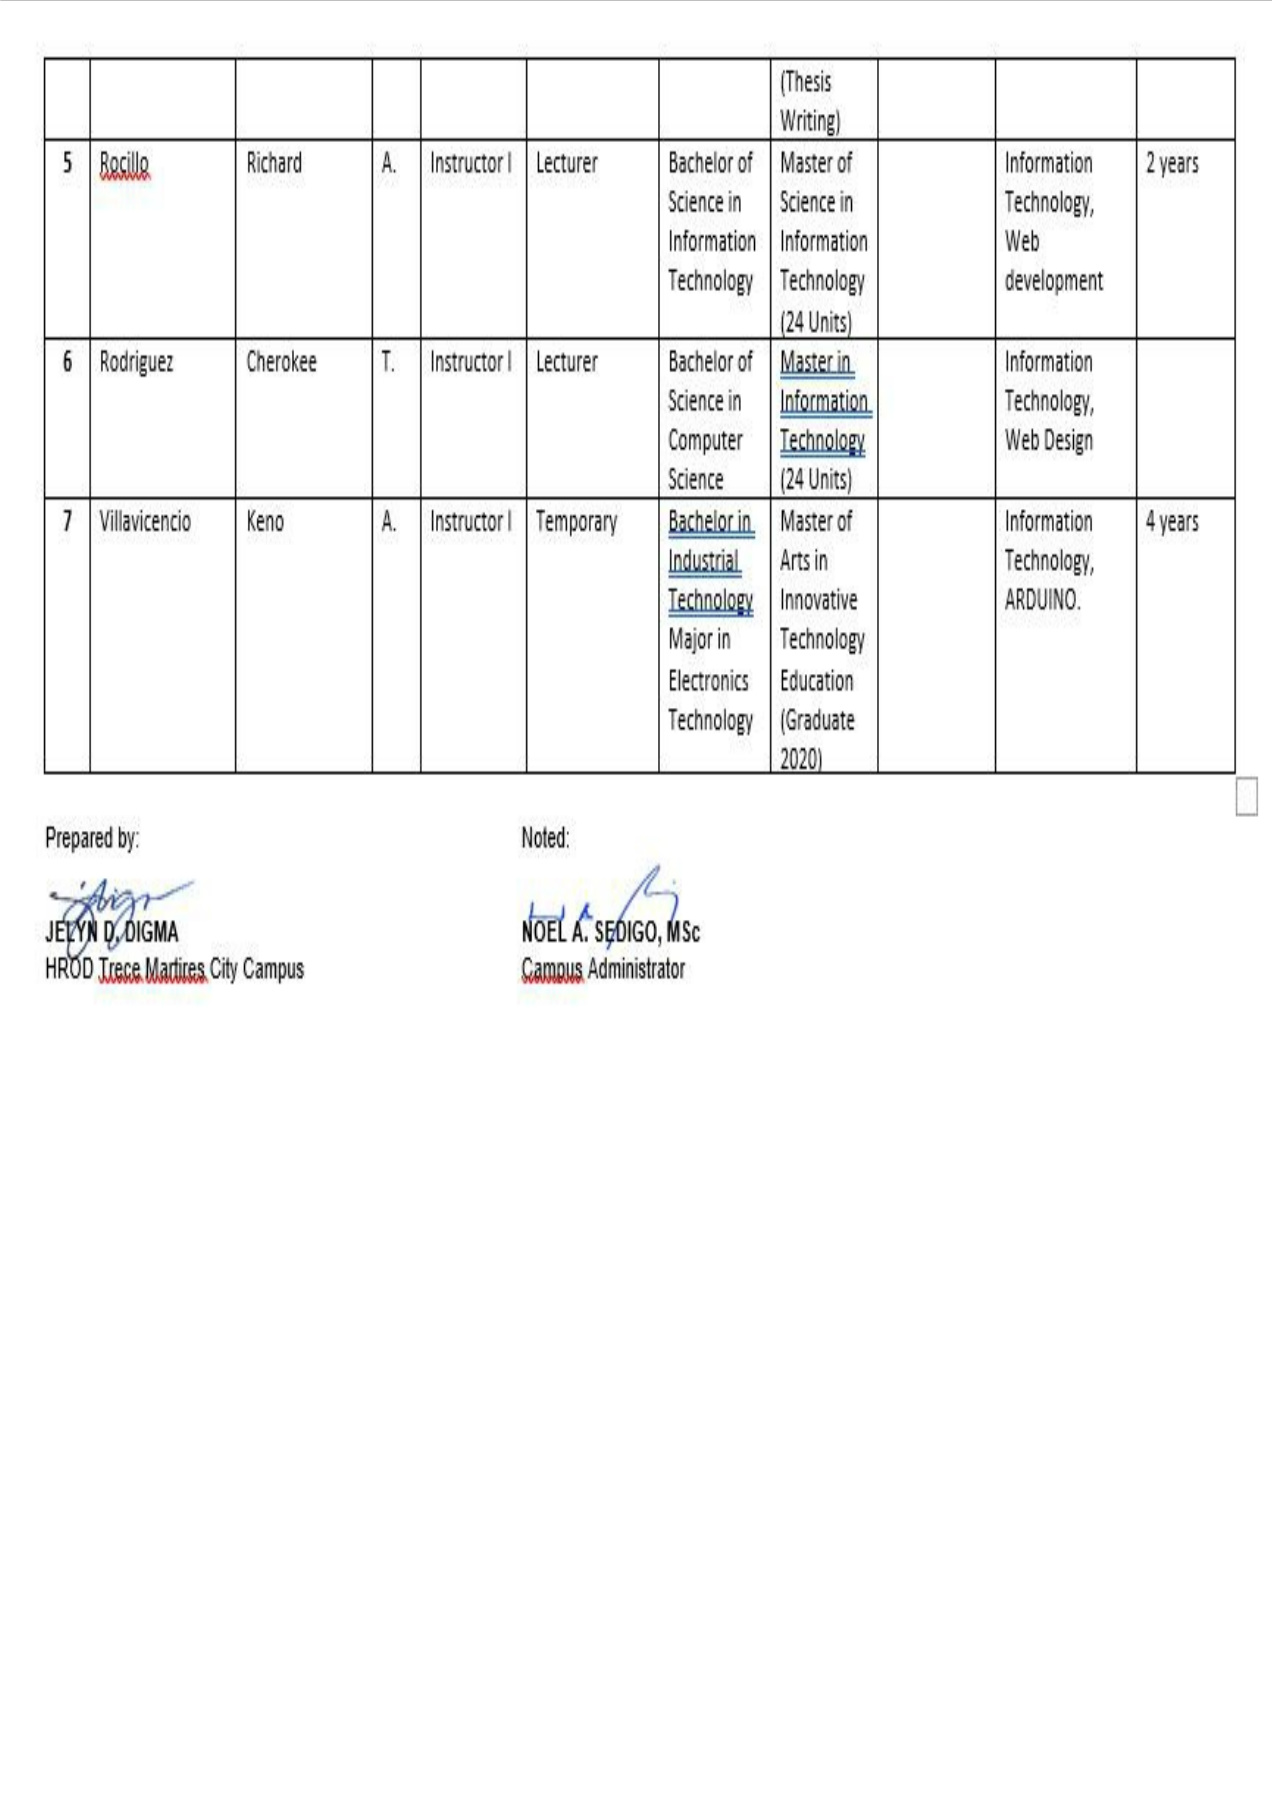 (Thesis
Writing)
5 Rocillo Richard A. Instructor I Lecturer Bachelor of Master of Information 2 years
Science in Science in Technology,
Information Information Web
Technology Technology development
(24 Units)
6 Rodriguez Cherokee T. Instructor I Lecturer Bachelor of Master in Information
Science in Information Technology,
Computer Technology Web Design
Science (24 Units)
7 Villavicencio Keno A. Instructor I Temporary Bachelor in Master of Information 4 years
Industrial Arts in Technology,
Technology Innovative ARDUINO.
Major in Technology
Electronics Education
Technology (Graduate
2020)
Prepared by: Noted:
JELYN D. DIGMA NOEL A. SEDIGO, MSc
HROD Trece Martires City Campus Campus Administrator